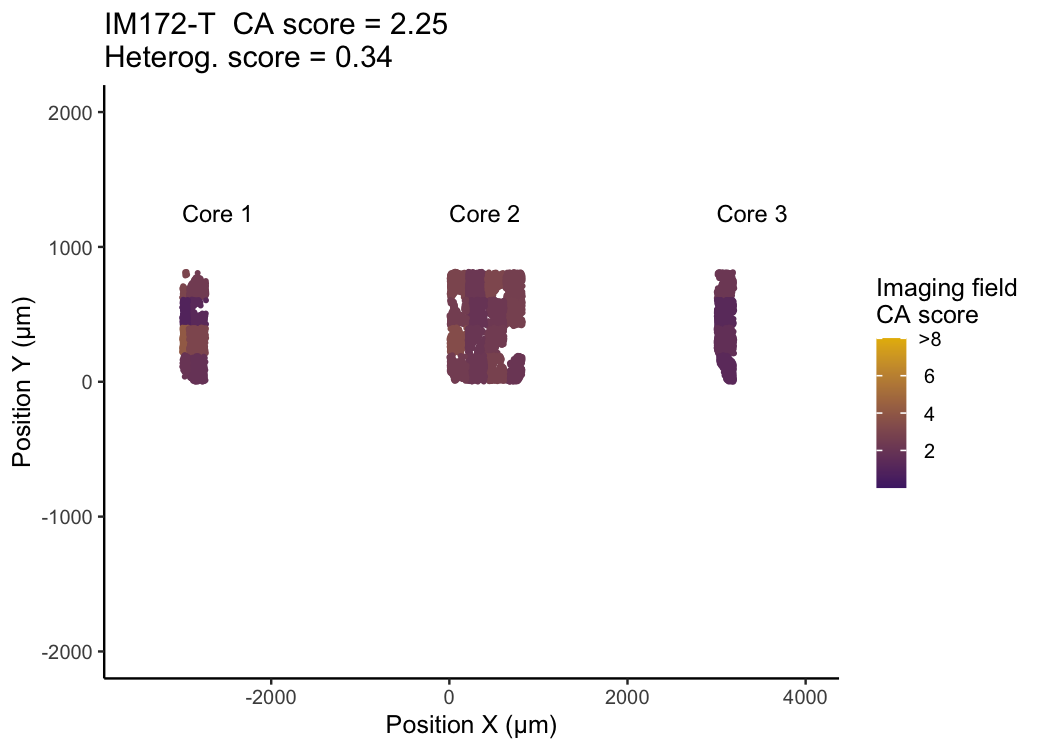 IM172-T  CA score = 2.25
Heterog. score = 0.34
Position Y (µm)
2000
1000
0
-1000
-2000
Core 1
Core 2
Core 3
-2000
0
2000
4000
Position X (µm)
Imaging field
CA score
>8
6
4
2